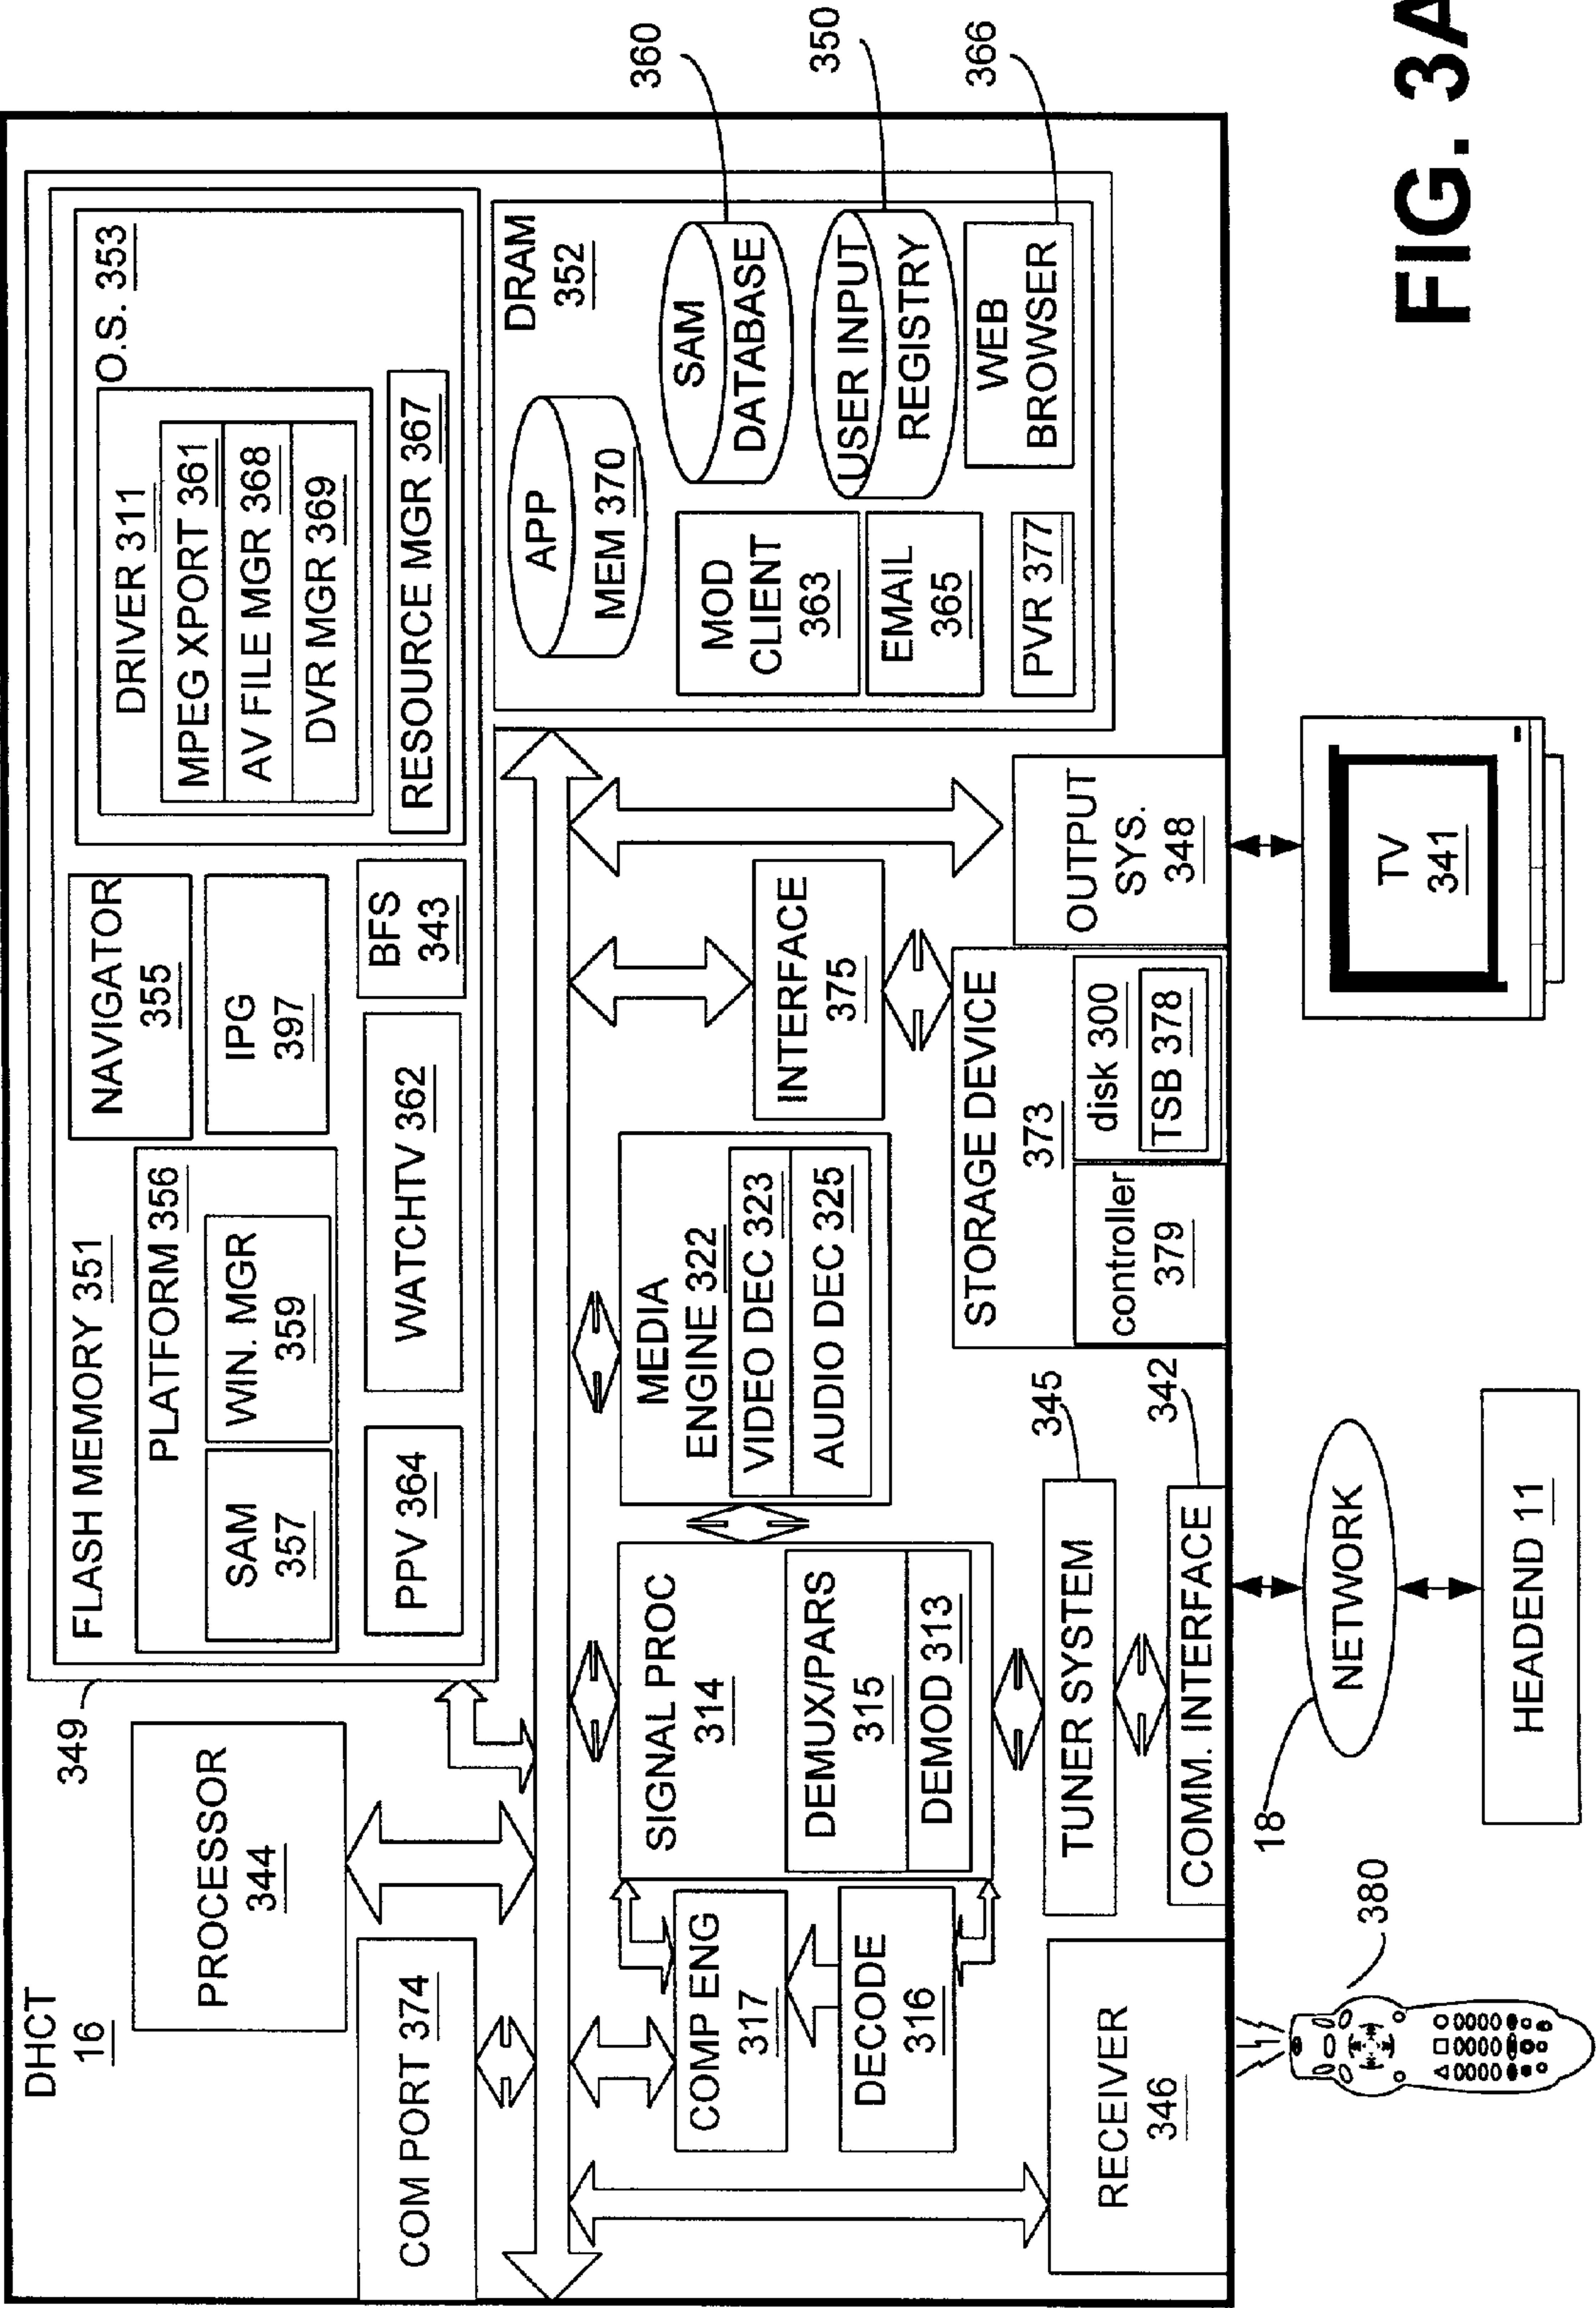 DHCT
16
PROCESSOR
344
COM PORT 374
349
FLASH MEMORY 351
PLATFORM 356
SAM
357
WIN. MGR
359
PPV 364
WATCHTV 362
NAVIGATOR
355
IPG
397
BFS
343
O.S. 353
DRIVER 311
MPEG XPORT 361
AV FILE MGR 368
DVR MGR 369
RESOURCE MGR 367
DRAM
352
APP
MEM 370
SAM
DATABASE
360
MOD
CLIENT
363
USER INPUT
REGISTRY
350
EMAIL
365
WEB
BROWSER
366
PVR 377
COMP ENG
317
DECODE
316
SIGNAL PROC
314
DEMUX/PARS
315
DEMOD 313
MEDIA
ENGINE 322
VIDEO DEC 323
AUDIO DEC 325
INTERFACE
375
RECEIVER
346
TUNER SYSTEM
345
COMM. INTERFACE
342
STORAGE DEVICE
373
controller
379
disk 300
TSB 378
OUTPUT
SYS.
348
380
18
NETWORK
HEADEND 11
TV
341
FIG. 3A